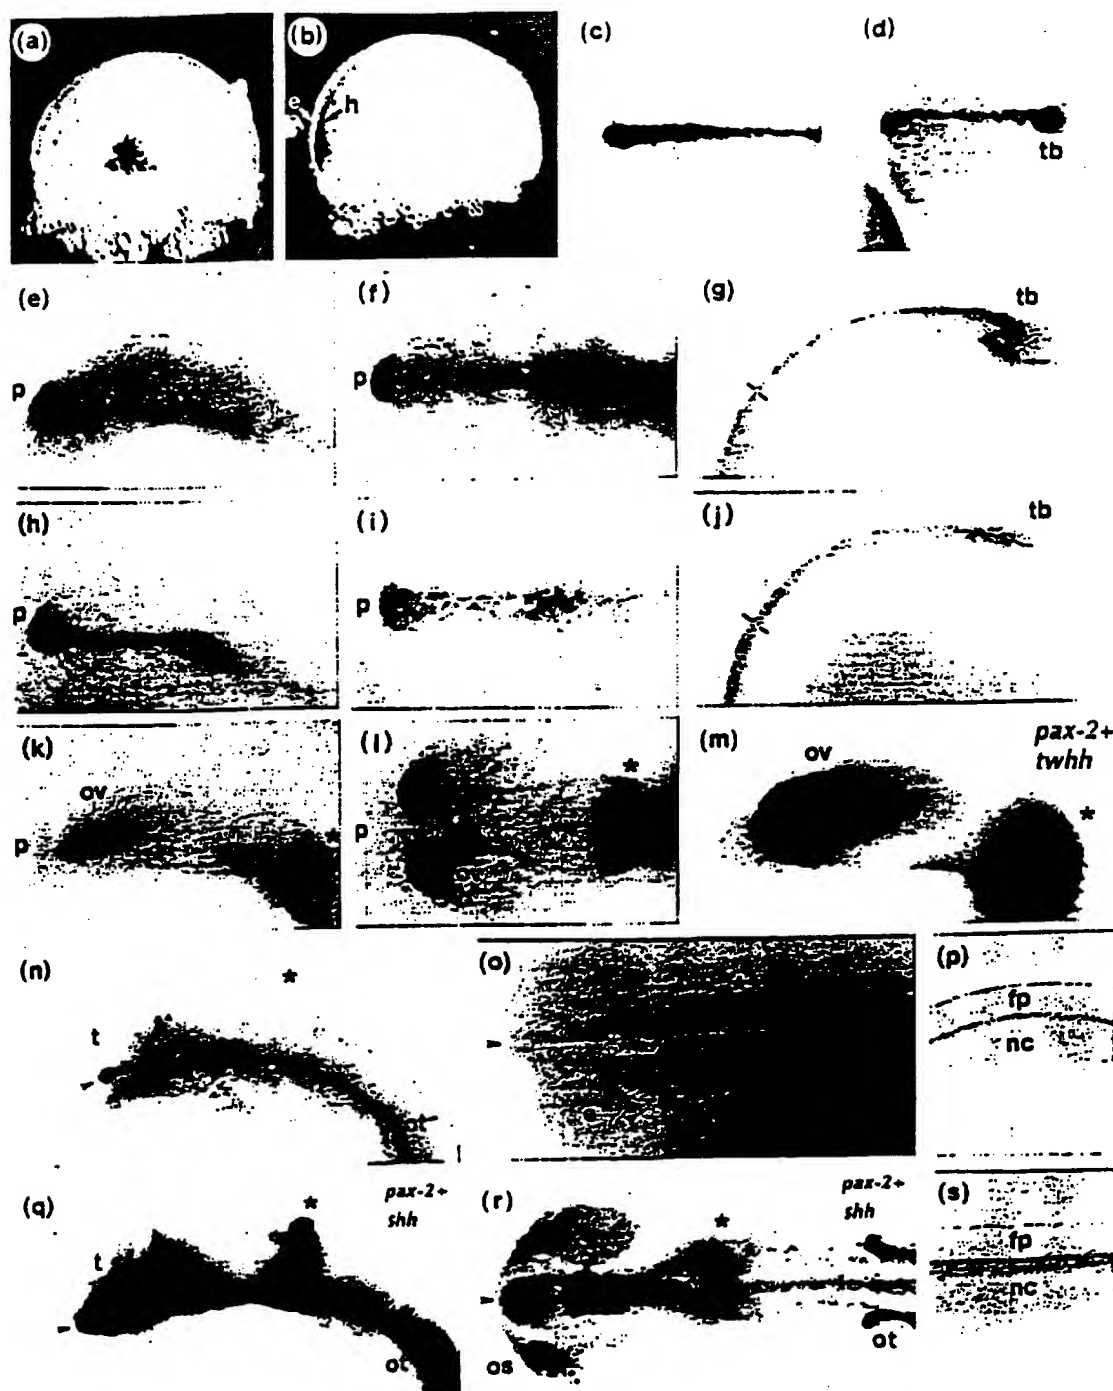 (a)
(b)
e
h
(c)
(d)
tb
(e)
p
(f)
p
(g)
tb
(h)
p
(i)
p
(j)
tb
(k)
ov
p
*
(l)
p
*
(m)
ov
pax-2+
twhh
*
(n)
*
t
(o)
(p)
fp
nc
(q)
pax-2+
shh
*
t
ot
(r)
pax-2+
shh
*
os
ot
(s)
fp
nc